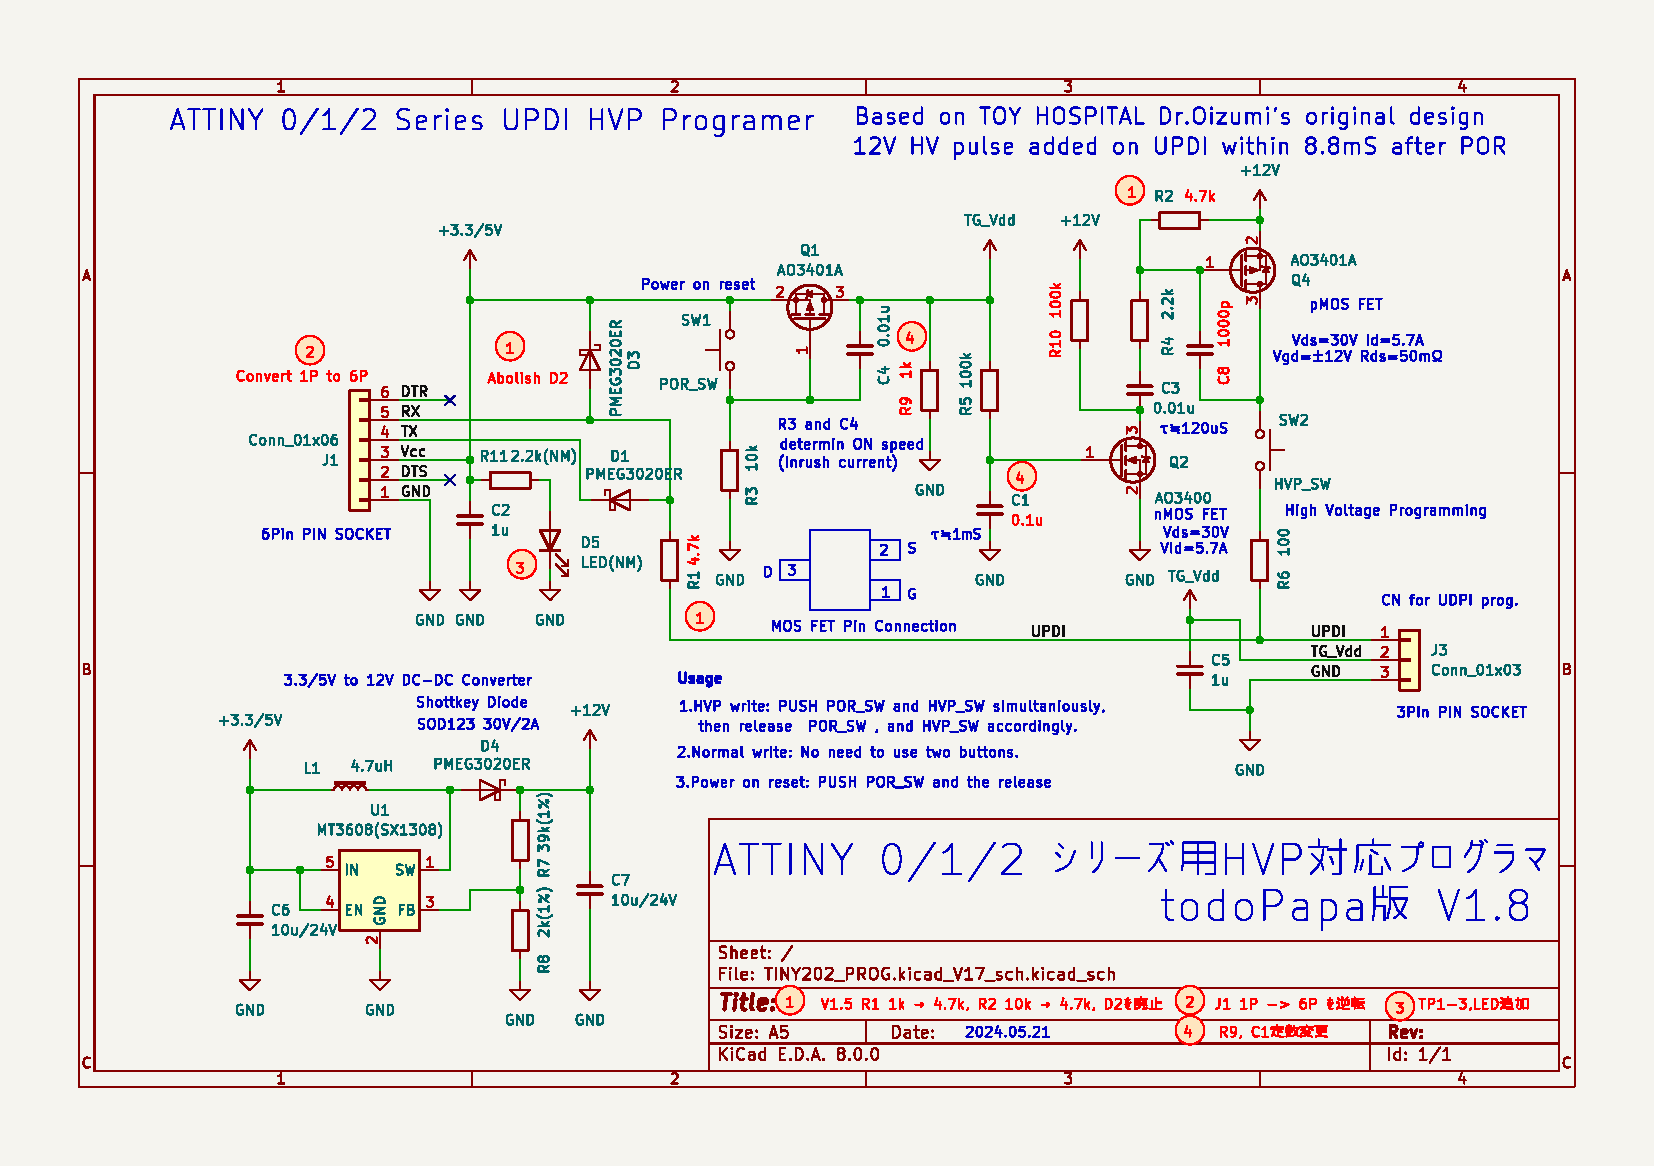 1 2 3 4
ATTINY 0/1/2 Series UPDI HVP Programer
Based on TOY HOSPITAL Dr.Oizumi's original design
12V HV pulse added on UPDI within 8.8mS after POR
A A
B B
C C
+3.3/5V
Power on reset
Q1
AO3401A
2 3
1
SW1
POR_SW
TG_Vdd
+12V
1
R2 4.7k
+12V
AO3401A
Q4
2
1
3
pMOS FET
Vds=30V Id=5.7A
Vgd=±12V Rds=50mΩ
2
Convert 1P to 6P
1
Abolish D2
PMEG3020ER
D3
C4 0.01u
4
R9 1k
R5 100k
R10 100k
R4 2.2k
C8 1000p
C3
0.01u
τ≒120uS
Conn_01x06
J1
6 DTR
5 RX
4 TX
3 Vcc
2 DTS
1 GND
6Pin PIN SOCKET
R11 2.2k(NM)
D1
PMEG3020ER
C2
1u
D5
LED(NM)
3
R1 4.7k
1
R3 and C4
determin ON speed
(Inrush current)
R3 10k
GND
GND
4
C1
0.1u
τ≒1mS
GND
1
3
2
Q2
AO3400
nMOS FET
Vds=30V
Vid=5.7A
GND
SW2
HVP_SW
High Voltage Programming
R6 100
D 3
2 S
1 G
MOS FET Pin Connection
GND GND GND
UPDI
TG_Vdd
C5
1u
GND
CN for UDPI prog.
UPDI 1
TG_Vdd 2
GND 3
J3
Conn_01x03
3Pin PIN SOCKET
3.3/5V to 12V DC-DC Converter
Shottkey Diode
SOD123 30V/2A
+3.3/5V
+12V
D4
PMEG3020ER
L1 4.7uH
U1
MT3608(SX1308)
5 IN SW 1
4 EN GND FB 3
2
R7 39k(1%)
R8 2k(1%)
C6
10u/24V
C7
10u/24V
GND GND GND GND
Usage
1.HVP write: PUSH POR_SW and HVP_SW simultaniously,
then release POR_SW , and HVP_SW accordingly.
2.Normal write: No need to use two buttons.
3.Power on reset: PUSH POR_SW and the release
ATTINY 0/1/2 シリーズ用HVP対応プログラマ
todoPapa版 V1.8
Sheet: /
File: TINY202_PROG.kicad_V17_sch.kicad_sch
Title: 1 V1.5 R1 1k → 4.7k, R2 10k → 4.7k, D2を廃止 2 J1 1P -> 6P を逆転 3 TP1-3,LED追加
Size: A5 Date: 2024.05.21 4 R9, C1定数変更 Rev:
KiCad E.D.A. 8.0.0 Id: 1/1
1 2 3 4